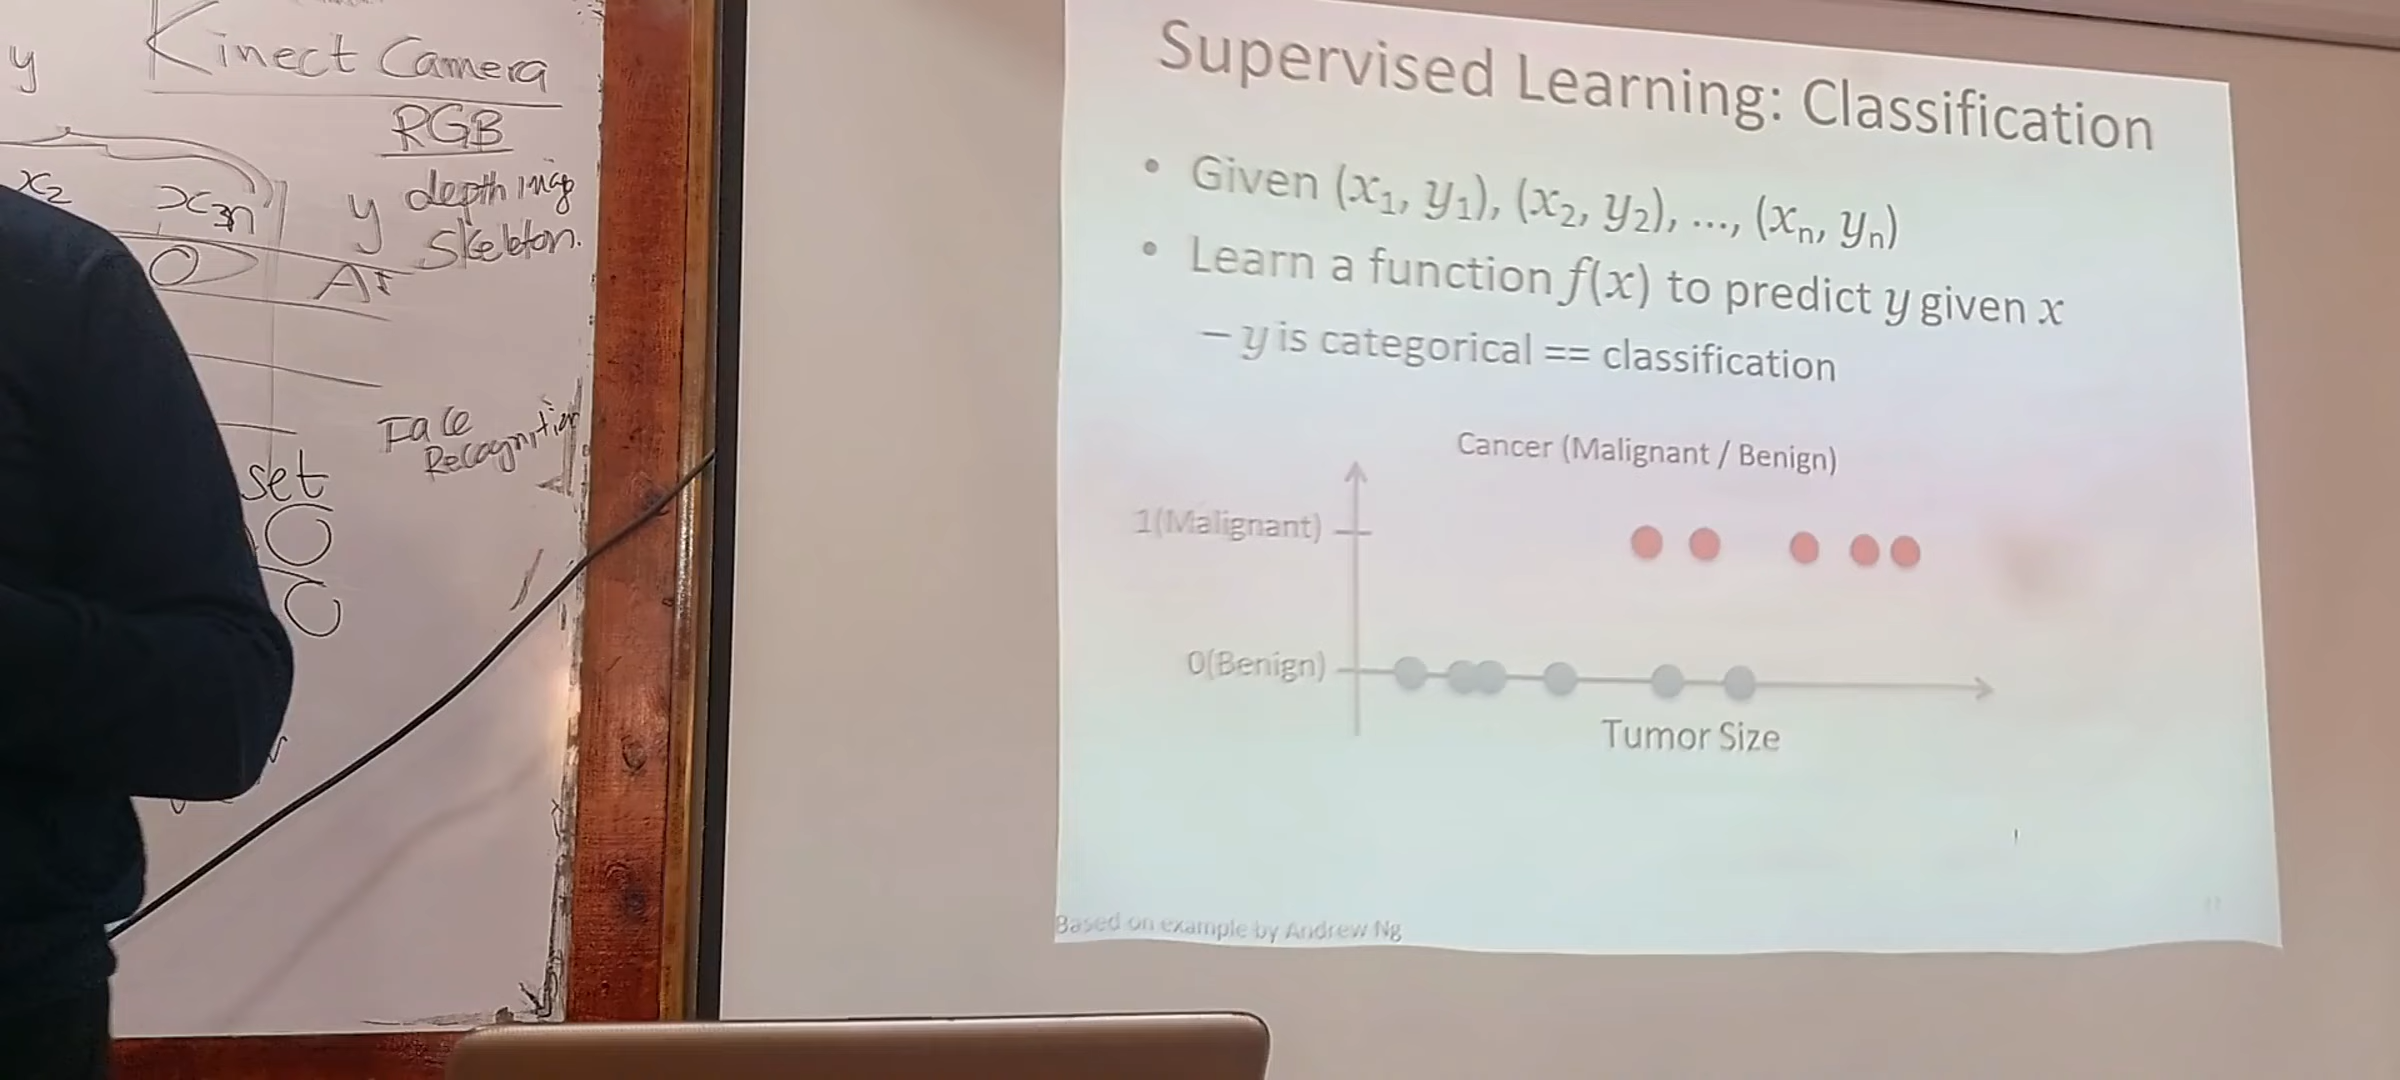 y
Kinect Camera
RGB
x2 x3n y
depth imag
skeleton.
O A
Face
Recognition
set
Supervised Learning: Classification
• Given (x1, y1), (x2, y2), ..., (xn, yn)
• Learn a function f(x) to predict y given x
– y is categorical == classification
Cancer (Malignant / Benign)
1(Malignant)
0(Benign)
Tumor Size
Based on example by Andrew Ng